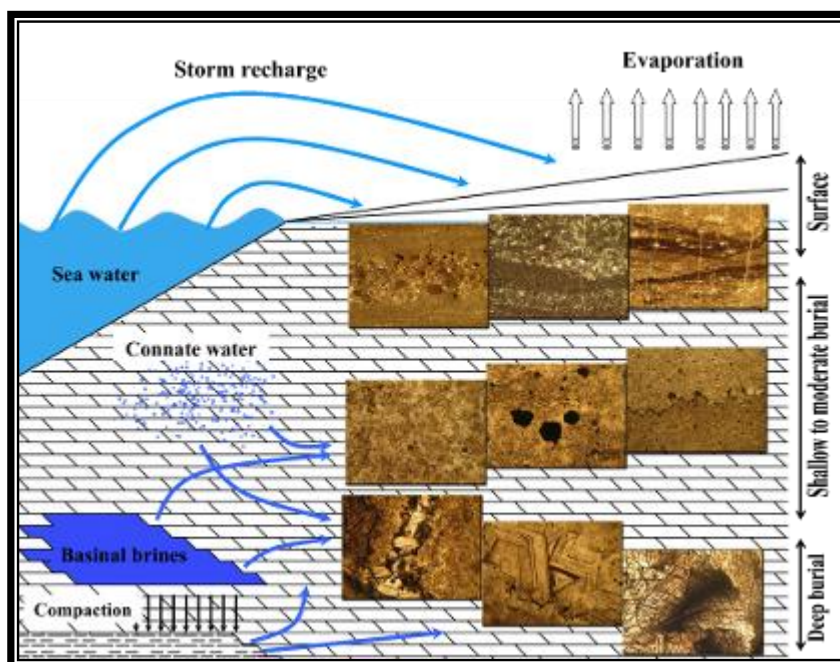 Storm recharge
Evaporation
Surface
Sea water
Connate water
Shallow to moderate burial
Basinal brines
Compaction
Deep burial